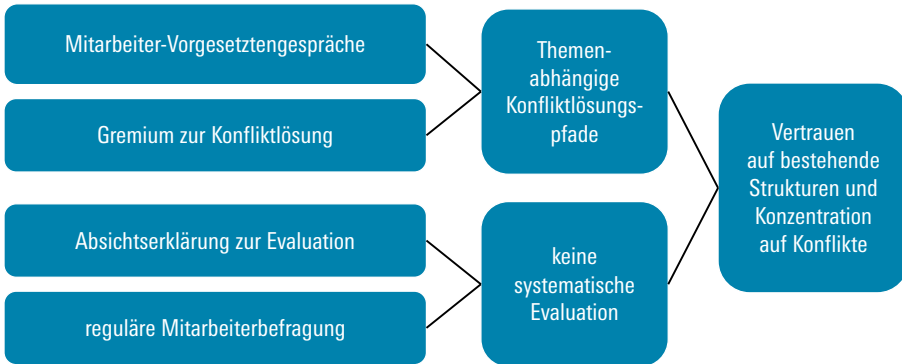 Mitarbeiter-Vorgesetztengespräche
Gremium zur Konfliktlösung
Absichtserklärung zur Evaluation
reguläre Mitarbeiterbefragung
Themen-
abhängige
Konfliktlösungs-
pfade
keine
systematische
Evaluation
Vertrauen
auf bestehende
Strukturen und
Konzentration
auf Konflikte